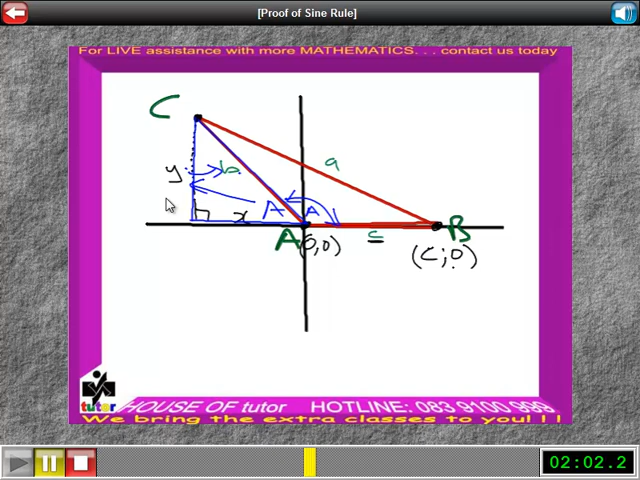 [Proof of Sine Rule]
For LIVE assistance with more MATHEMATICS. . . contact us today
C
a
y
b
A
A
x
A
(0,0)
c
B
(C;0)
tutor
HOUSE OF tutor HOTLINE: 083 9100 999
We bring the extra classes to you!!!
02:02.2